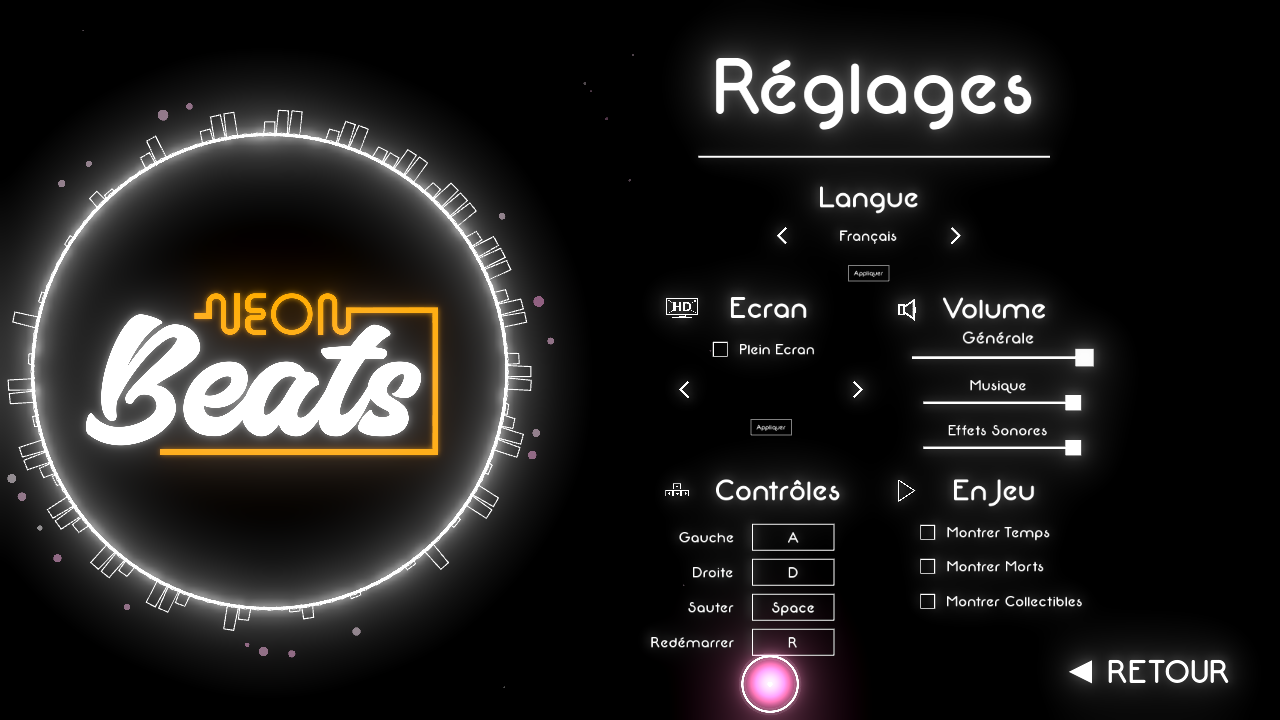 NEON
Beats
Réglages
Langue
Français
Appliquer
HD
Ecran
Plein Ecran
Appliquer
Volume
Générale
Musique
Effets Sonores
Contrôles
Gauche A
Droite D
Sauter Space
Redémarrer R
En Jeu
Montrer Temps
Montrer Morts
Montrer Collectibles
RETOUR